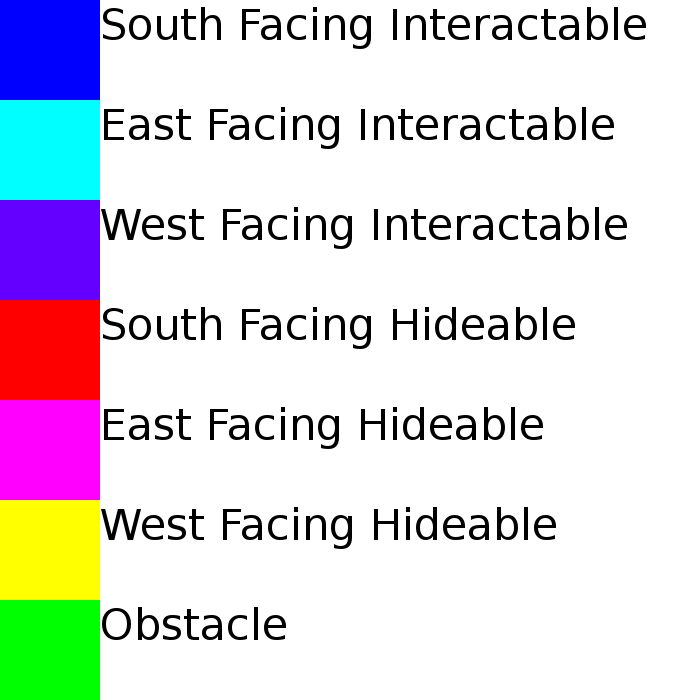 South Facing Interactable
East Facing Interactable
West Facing Interactable
South Facing Hideable
East Facing Hideable
West Facing Hideable
Obstacle